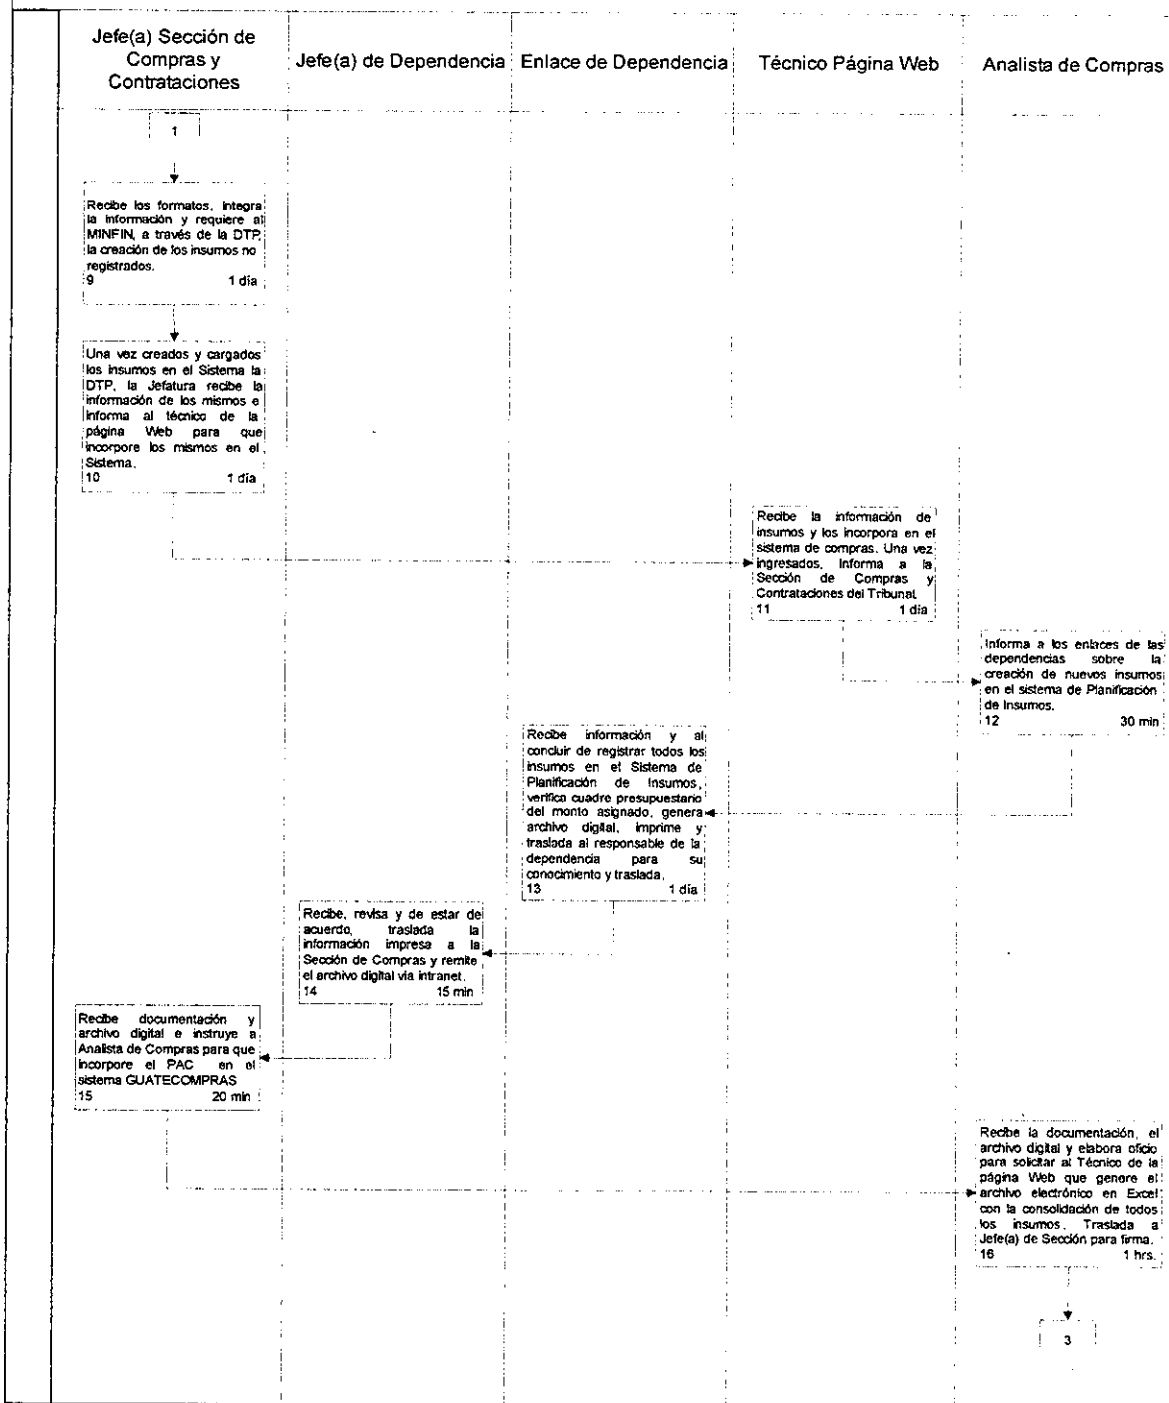 Jefe(a) Sección de
Compras y
Contrataciones
Jefe(a) de Dependencia
Enlace de Dependencia
Técnico Página Web
Analista de Compras
1
Recibe los formatos, integra
la información y requiere al
MINFIN, a través de la DTP,
la creación de los insumos no
registrados.
9 1 día
Una vez creados y cargados
los insumos en el Sistema la
DTP, la Jefatura recibe la
información de los mismos e
informa al técnico de la
página Web para que
incorpore los mismos en el
Sistema.
10 1 día
Recibe la información de
insumos y los incorpora en el
sistema de compras. Una vez
ingresados, Informa a la
Sección de Compras y
Contrataciones del Tribunal
11 1 día
Informa a los enlaces de las
dependencias sobre la
creación de nuevos insumos
en el sistema de Planificación
de Insumos.
12 30 min
Recibe información y al
concluir de registrar todos los
insumos en el Sistema de
Planificación de Insumos,
verifica cuadro presupuestario
del monto asignado, genera
archivo digital, imprime y
traslada al responsable de la
dependencia para su
conocimiento y traslada.
13 1 día
Recibe, revisa y de estar de
acuerdo, traslada la
información impresa a la
Sección de Compras y remite
el archivo digital via intranet.
14 15 min
Recibe documentación y
archivo digital e instruye a
Analista de Compras para que
incorpore el PAC en el
sistema GUATECOMPRAS
15 20 min
Recibe la documentación, el
archivo digital y elabora oficio
para solicitar al Técnico de la
página Web que genere el
archivo electrónico en Excel
con la consolidación de todos
los insumos. Traslada a
Jefe(a) de Sección para firma.
16 1 hrs.
3